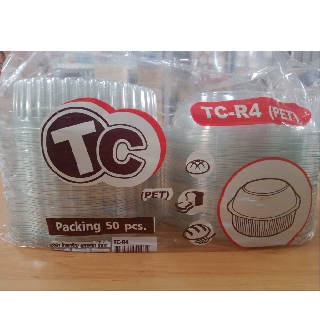 TC
TC-R4 (PET)
(PET)
Packing 50 pcs.
TC-R4